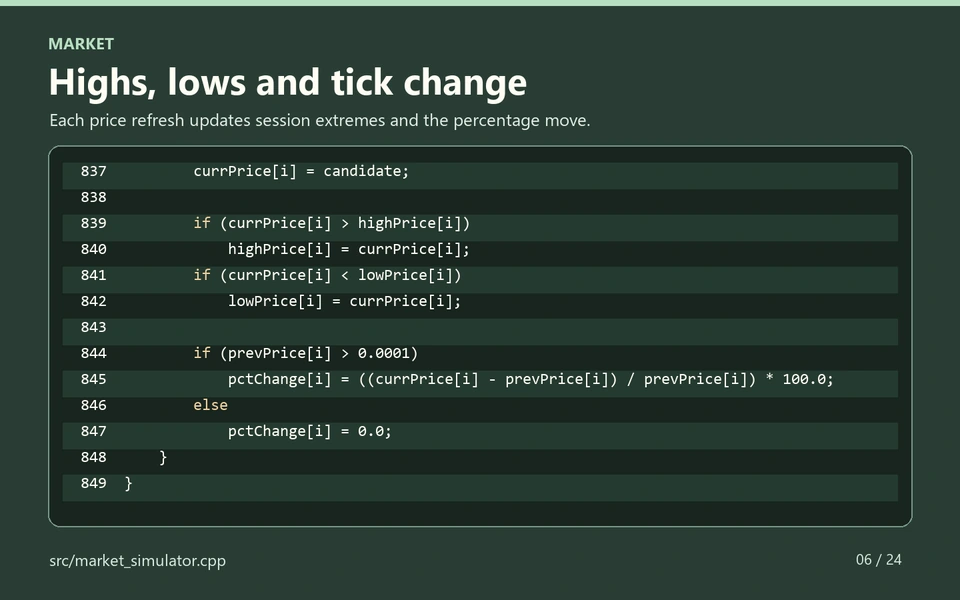 MARKET
Highs, lows and tick change
Each price refresh updates session extremes and the percentage move.
837 currPrice[i] = candidate;
838
839 if (currPrice[i] > highPrice[i])
840 highPrice[i] = currPrice[i];
841 if (currPrice[i] < lowPrice[i])
842 lowPrice[i] = currPrice[i];
843
844 if (prevPrice[i] > 0.0001)
845 pctChange[i] = ((currPrice[i] - prevPrice[i]) / prevPrice[i]) * 100.0;
846 else
847 pctChange[i] = 0.0;
848 }
849 }
src/market_simulator.cpp
06 / 24